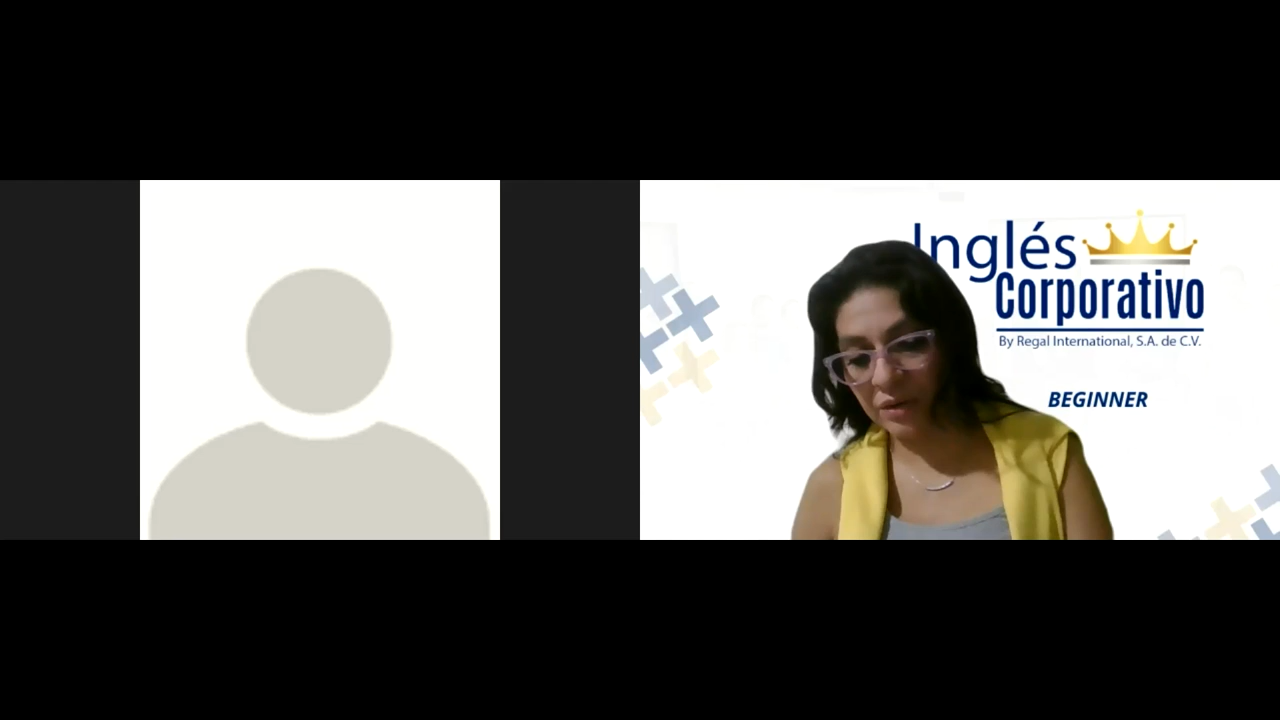 Inglés
Corporativo
By Regal International, S.A. de C.V.
BEGINNER